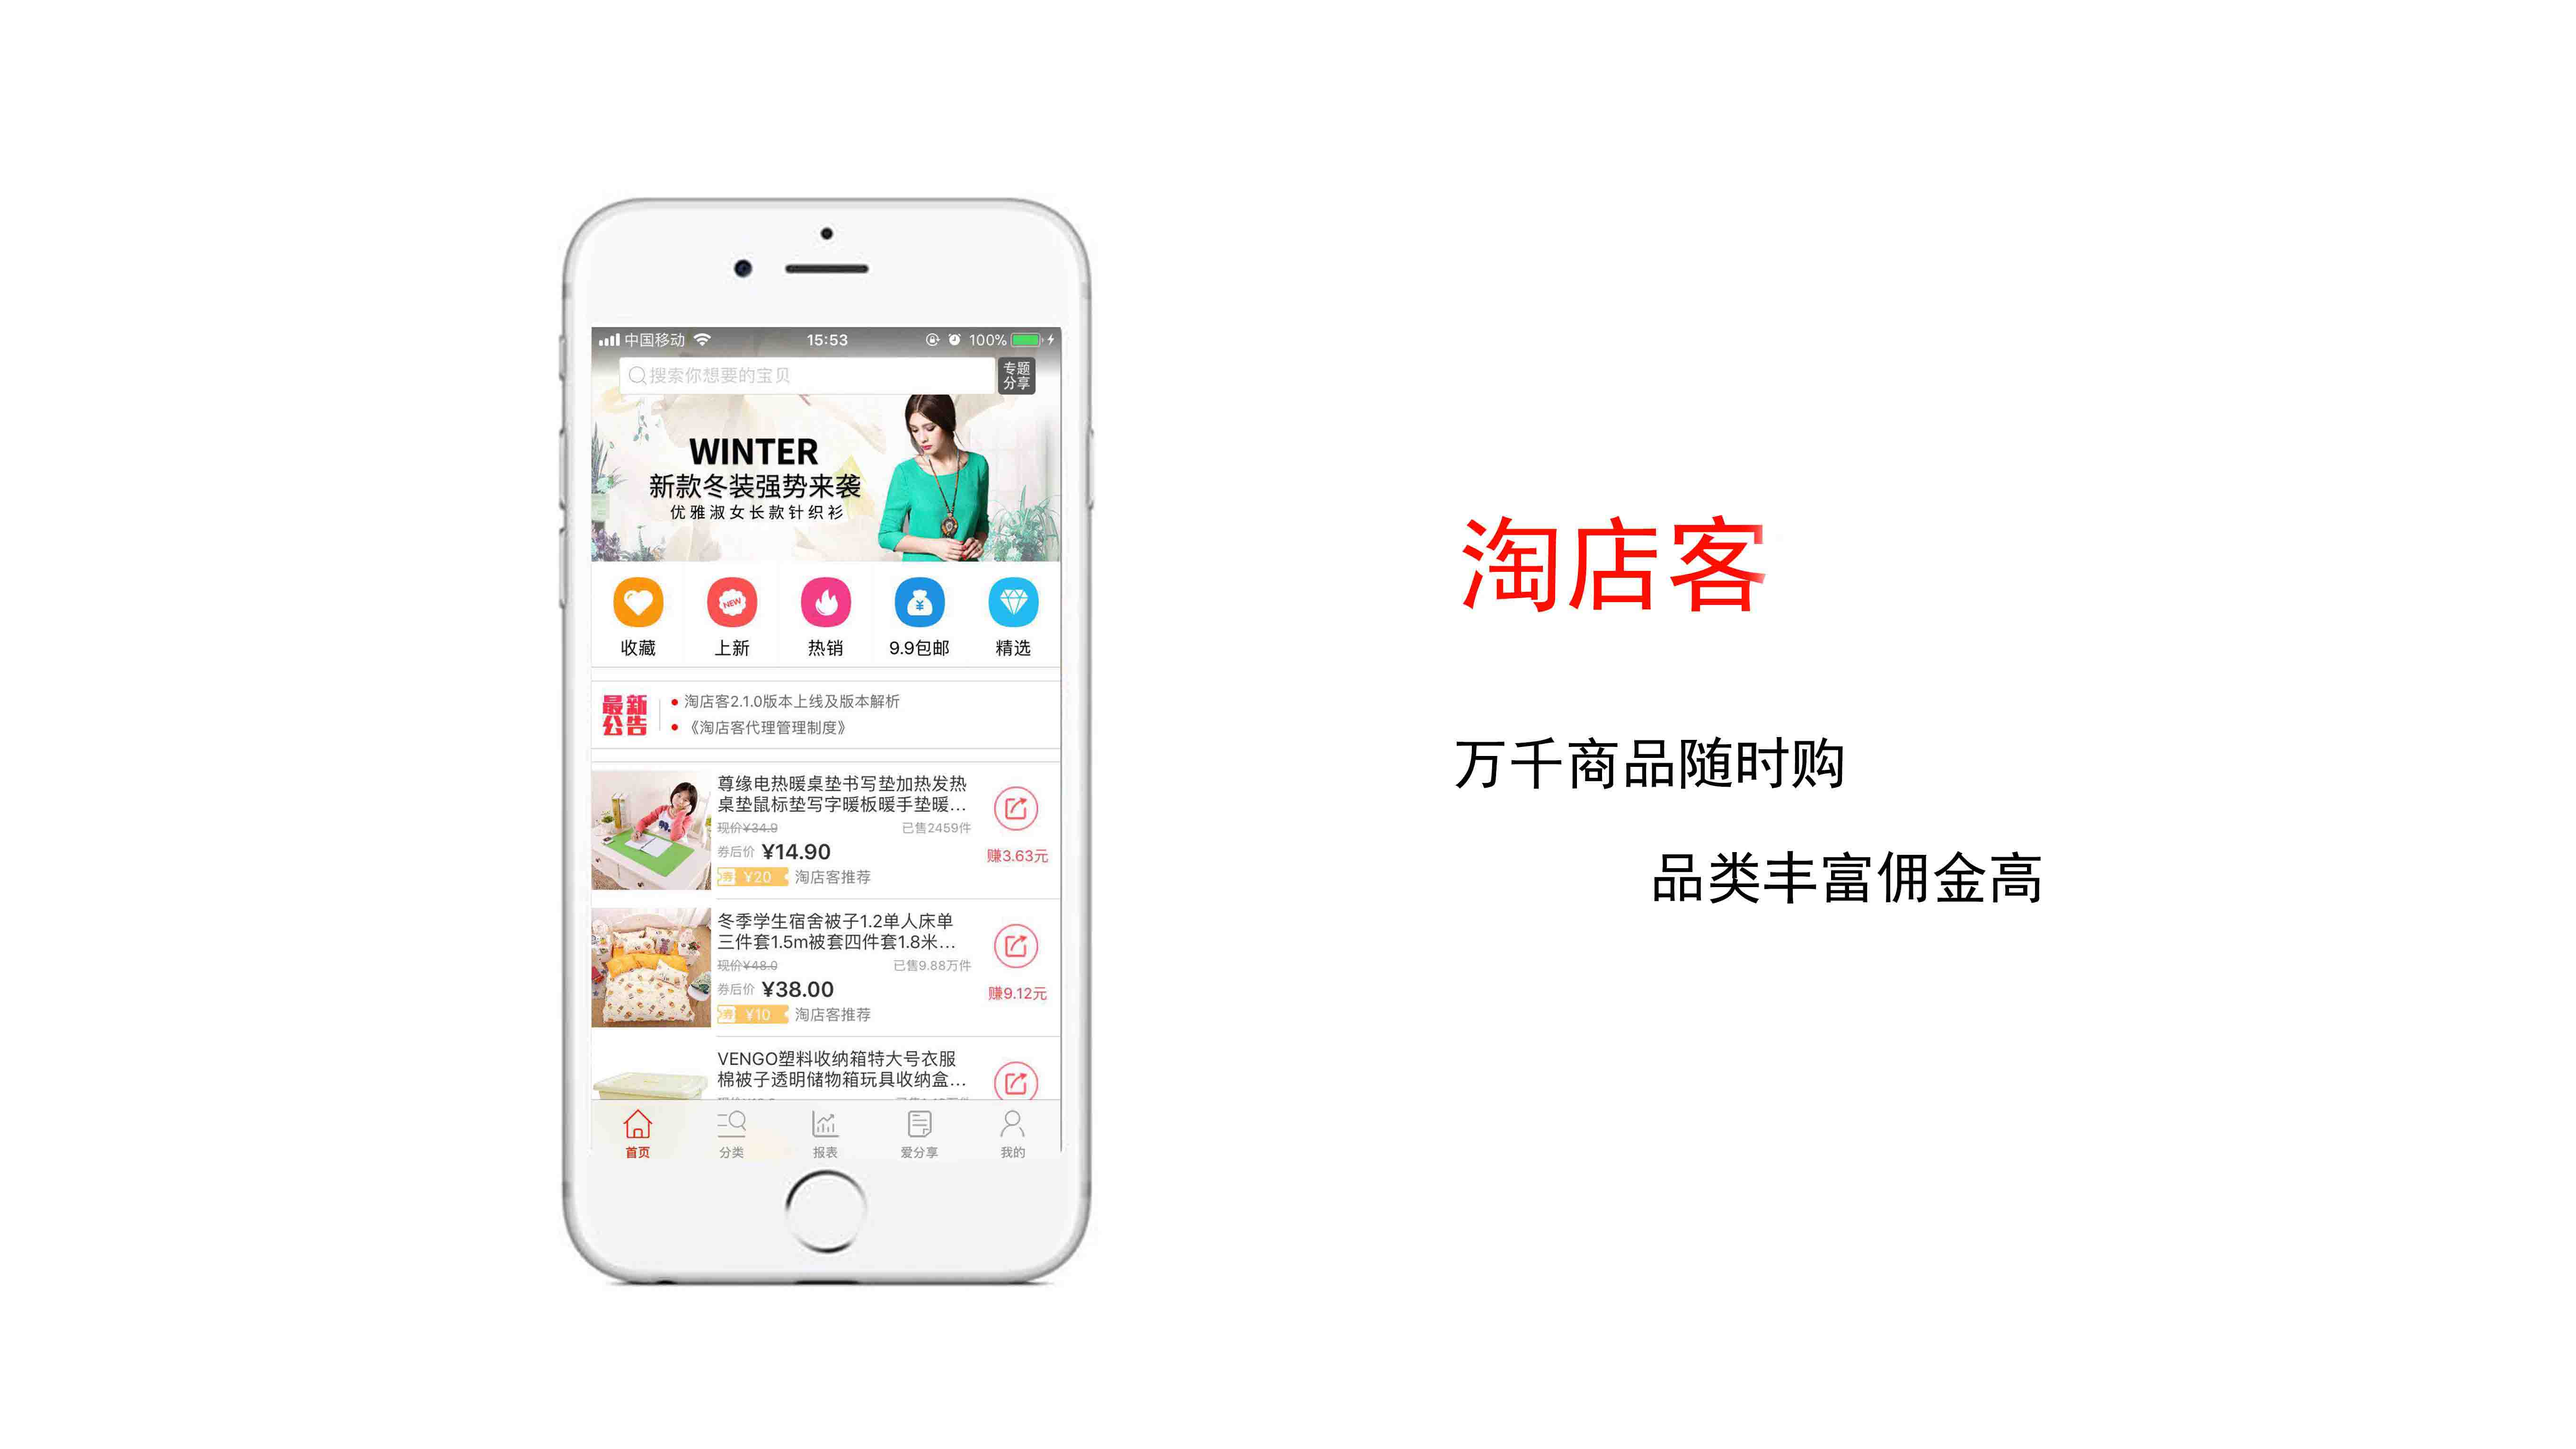 中国移动 15:53 100%
搜索你想要的宝贝
专题
分享
WINTER
新款冬装强势来袭
优雅淑女长款针织衫
NEW
收藏 上新 热销 9.9包邮 精选
最新
公告
淘店客2.1.0版本上线及版本解析
《淘店客代理管理制度》
尊缘电热暖桌垫书写垫加热发热
桌垫鼠标垫写字暖板暖手垫暖...
现价¥34.9 已售2459件
券后价 ¥14.90 赚3.63元
券 ¥20 淘店客推荐
冬季学生宿舍被子1.2单人床单
三件套1.5m被套四件套1.8米...
现价¥48.0 已售9.88万件
券后价 ¥38.00 赚9.12元
券 ¥10 淘店客推荐
VENGO塑料收纳箱特大号衣服
棉被子透明储物箱玩具收纳盒...
首页 分类 报表 爱分享 我的
淘店客
万千商品随时购
品类丰富佣金高